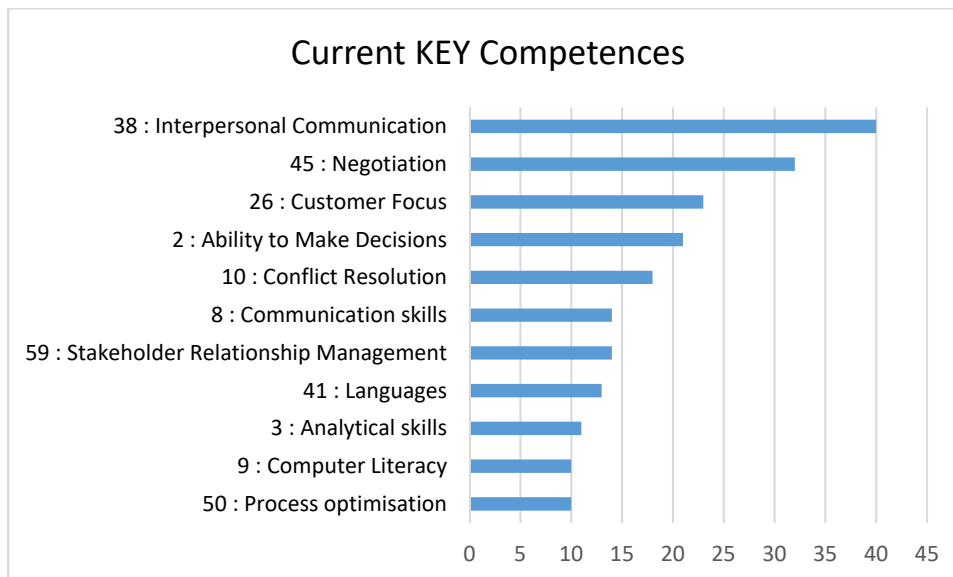 Current KEY Competences
38 : Interpersonal Communication
45 : Negotiation
26 : Customer Focus
2 : Ability to Make Decisions
10 : Conflict Resolution
8 : Communication skills
59 : Stakeholder Relationship Management
41 : Languages
3 : Analytical skills
9 : Computer Literacy
50 : Process optimisation
0 5 10 15 20 25 30 35 40 45